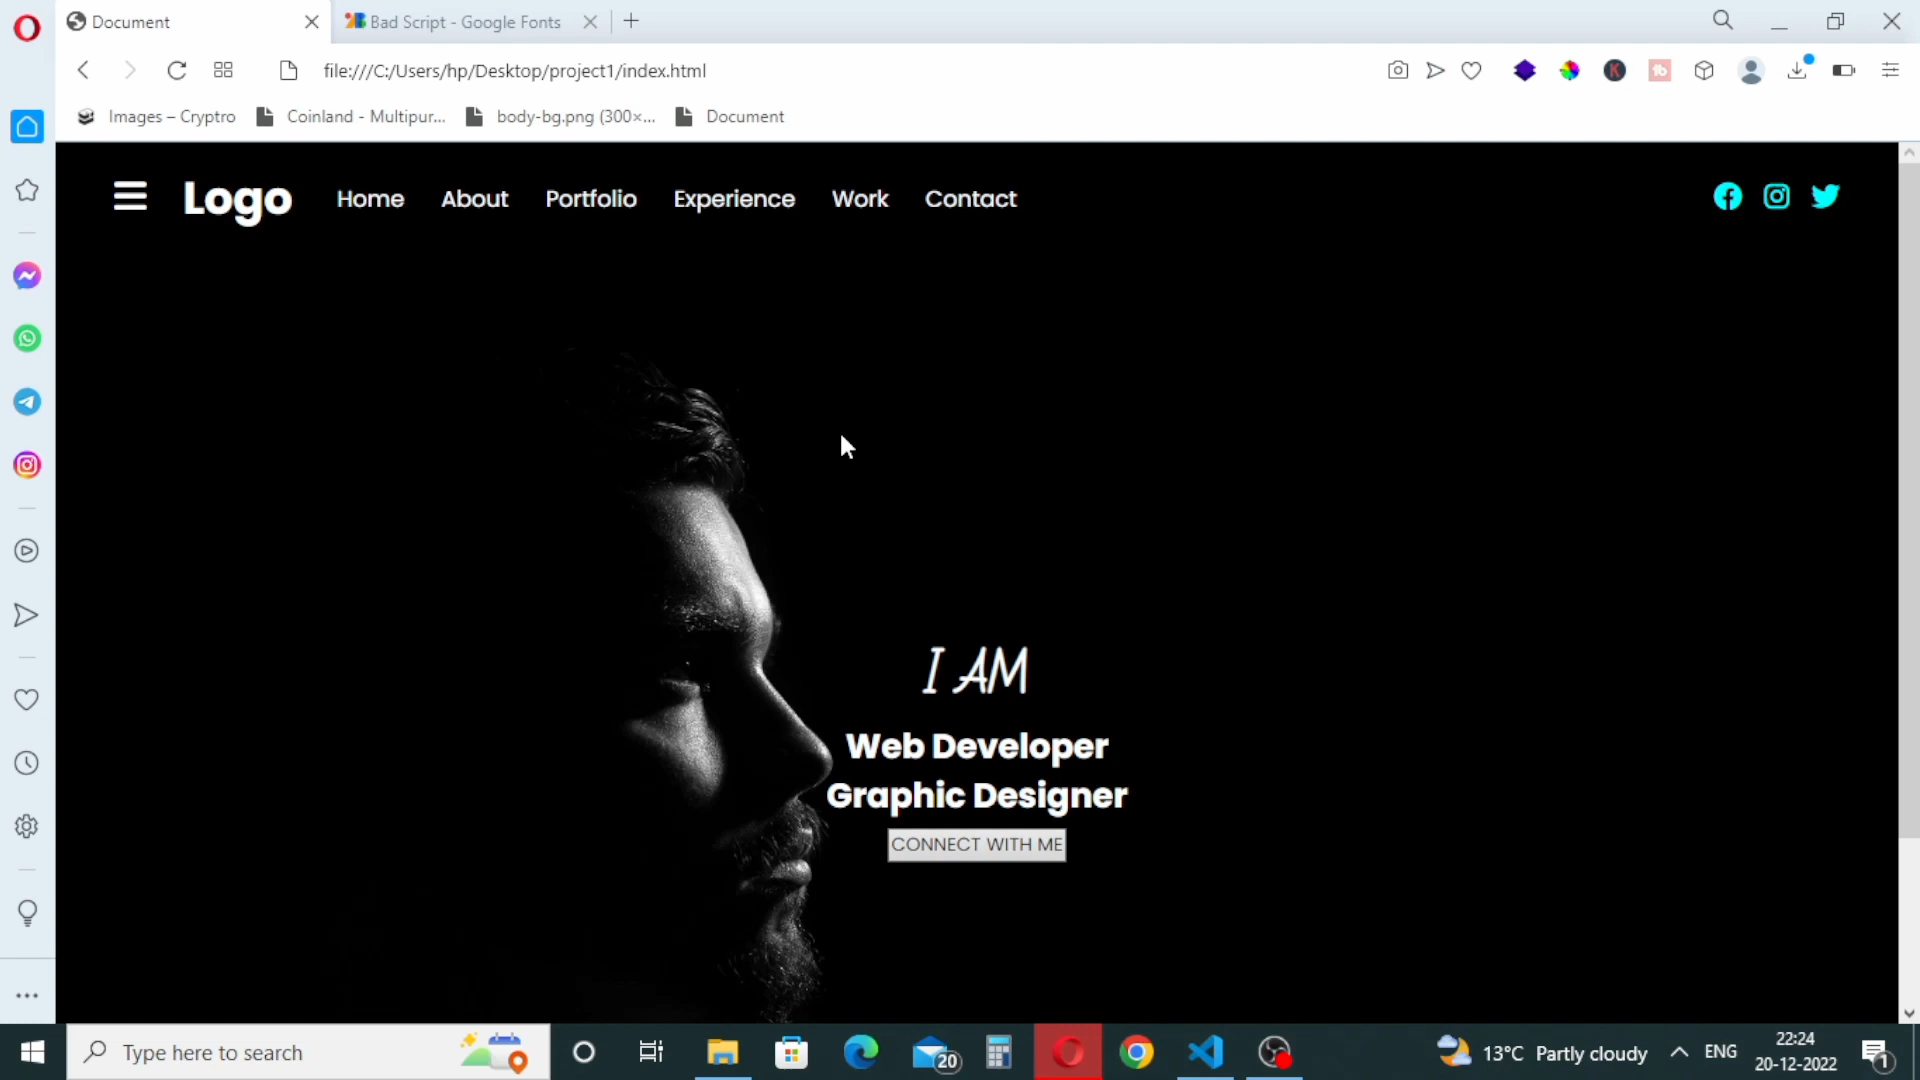 Document
Bad Script - Google Fonts
file:///C:/Users/hp/Desktop/project1/index.html
Images – Cryptro
Coinland - Multipur...
body-bg.png (300×...
Document
Logo
Home
About
Portfolio
Experience
Work
Contact
I AM
Web Developer
Graphic Designer
CONNECT WITH ME
Type here to search
20
13°C Partly cloudy
ENG
22:24
20-12-2022
1